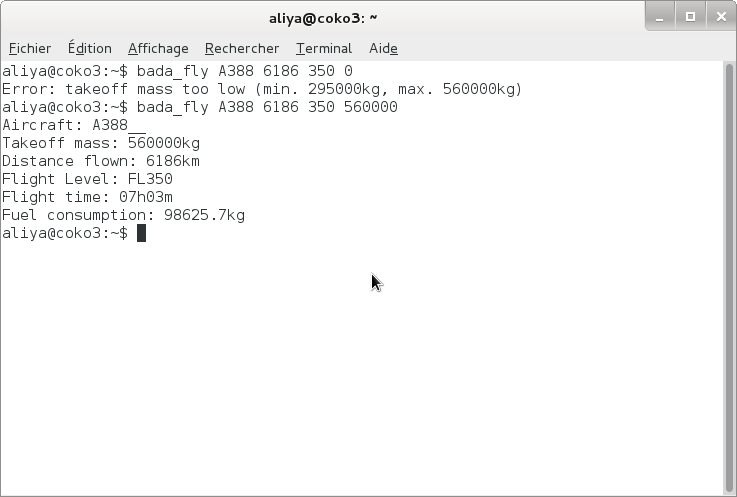 aliya@coko3: ~
Fichier Édition Affichage Rechercher Terminal Aide
aliya@coko3:~$ bada_fly A388 6186 350 0
Error: takeoff mass too low (min. 295000kg, max. 560000kg)
aliya@coko3:~$ bada_fly A388 6186 350 560000
Aircraft: A388__
Takeoff mass: 560000kg
Distance flown: 6186km
Flight Level: FL350
Flight time: 07h03m
Fuel consumption: 98625.7kg
aliya@coko3:~$